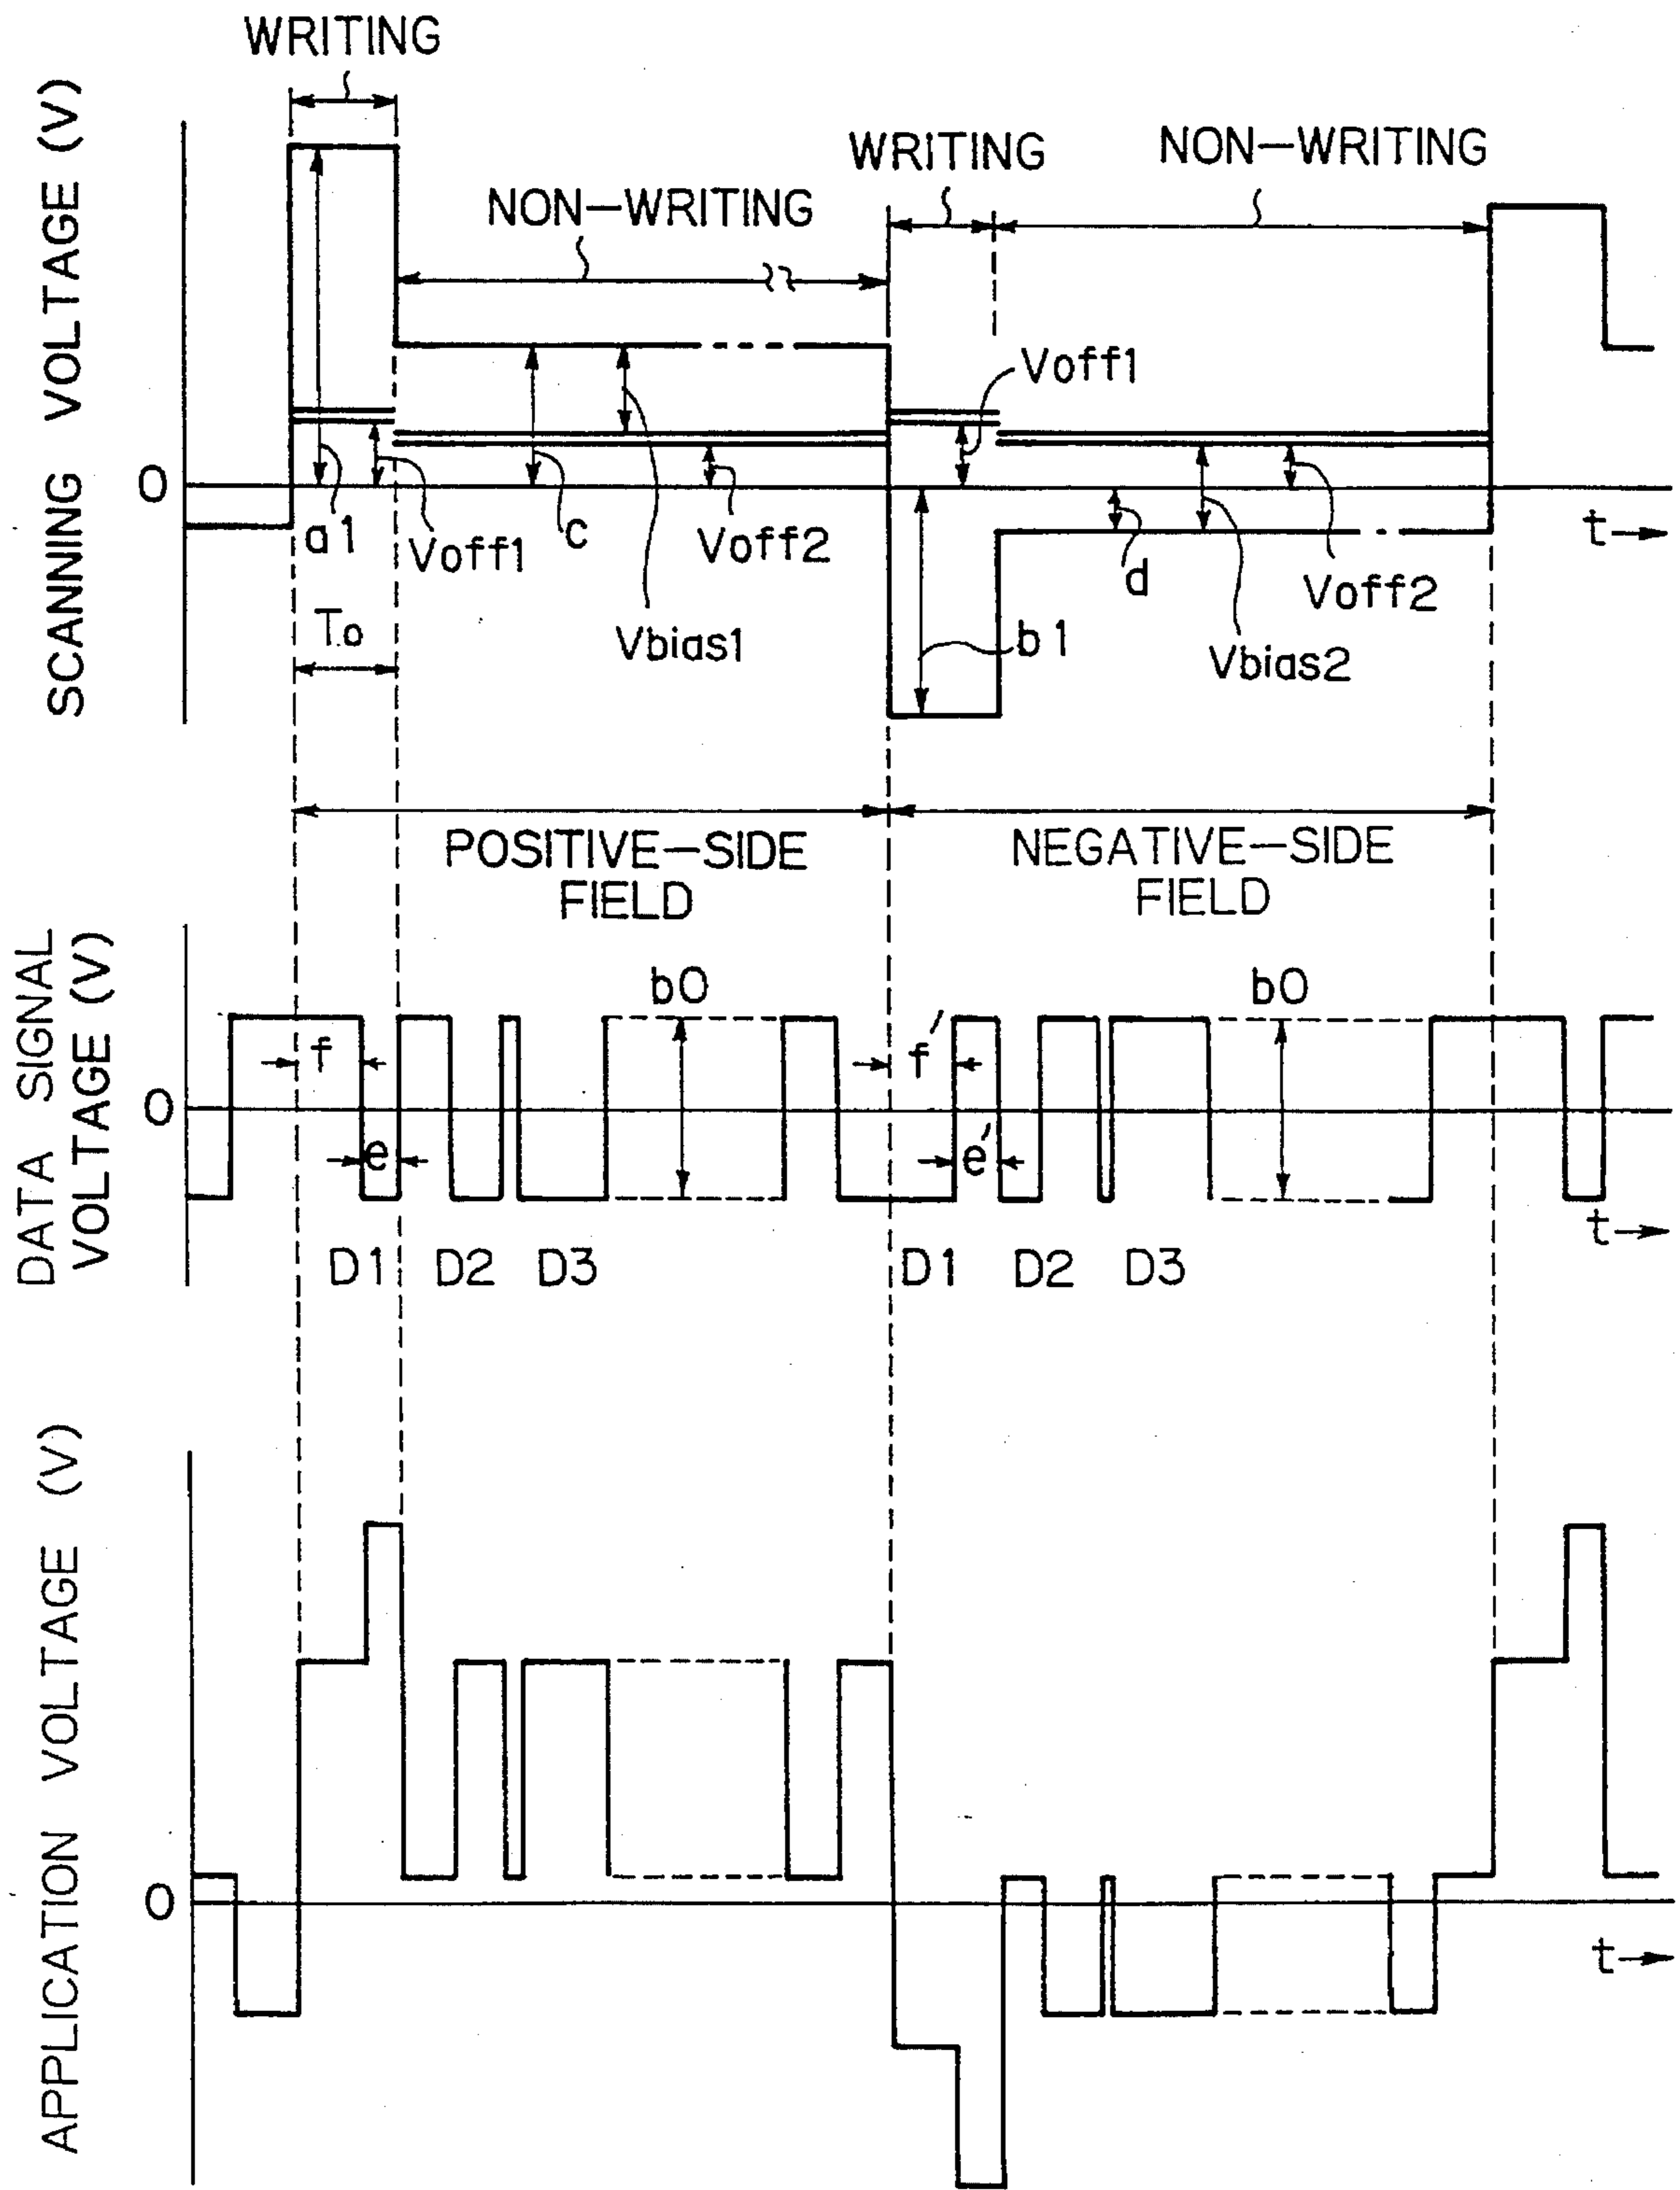 WRITING
WRITING
NON-WRITING
NON-WRITING
SCANNING VOLTAGE (V)
Voff1
0
a1
Voff1
c
Voff2
d
Voff2
t
To
Vbias1
b1
Vbias2
POSITIVE-SIDE
FIELD
NEGATIVE-SIDE
FIELD
DATA SIGNAL
VOLTAGE (V)
b0
b0
f
f'
0
e
e'
t
D1
D2
D3
D1
D2
D3
APPLICATION VOLTAGE (V)
0
t